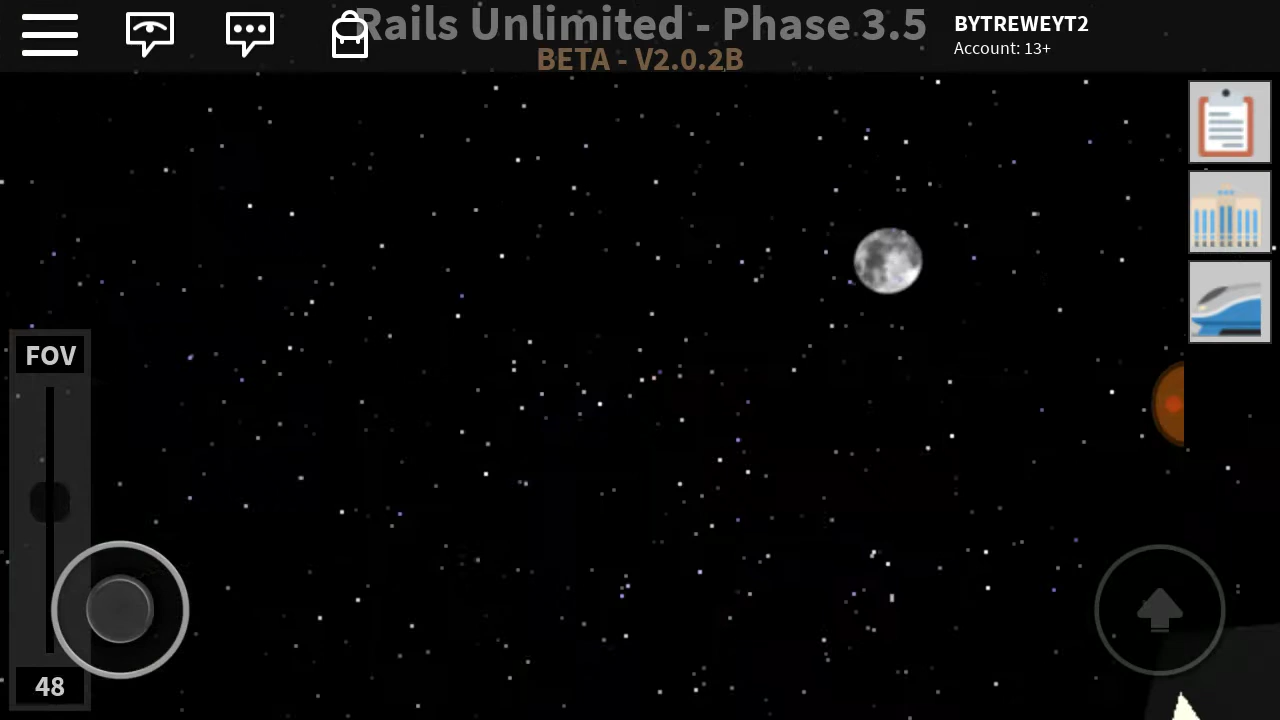 Rails Unlimited - Phase 3.5
BETA - V2.0.2B
BYTREWEYT2
Account: 13+
FOV
48